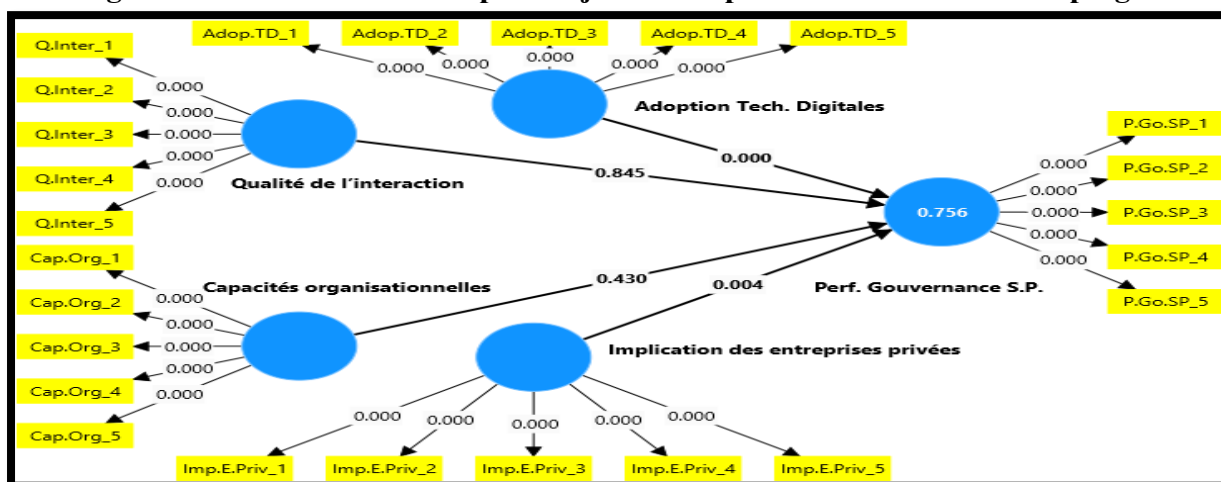 Q.Inter_1
Q.Inter_2
Q.Inter_3
Q.Inter_4
Q.Inter_5
0.000
0.000
0.000
0.000
0.000
Qualité de l'interaction
0.845
Adop.TD_1
Adop.TD_2
Adop.TD_3
Adop.TD_4
Adop.TD_5
0.000
0.000
0.000
0.000
0.000
Adoption Tech. Digitales
0.000
P.Go.SP_1
P.Go.SP_2
P.Go.SP_3
P.Go.SP_4
P.Go.SP_5
0.000
0.000
0.000
0.000
0.000
0.756
Perf. Gouvernance S.P.
Cap.Org_1
Cap.Org_2
Cap.Org_3
Cap.Org_4
Cap.Org_5
0.000
0.000
0.000
0.000
0.000
Capacités organisationnelles
0.430
0.004
Implication des entreprises privées
0.000
0.000
0.000
0.000
0.000
Imp.E.Priv_1
Imp.E.Priv_2
Imp.E.Priv_3
Imp.E.Priv_4
Imp.E.Priv_5